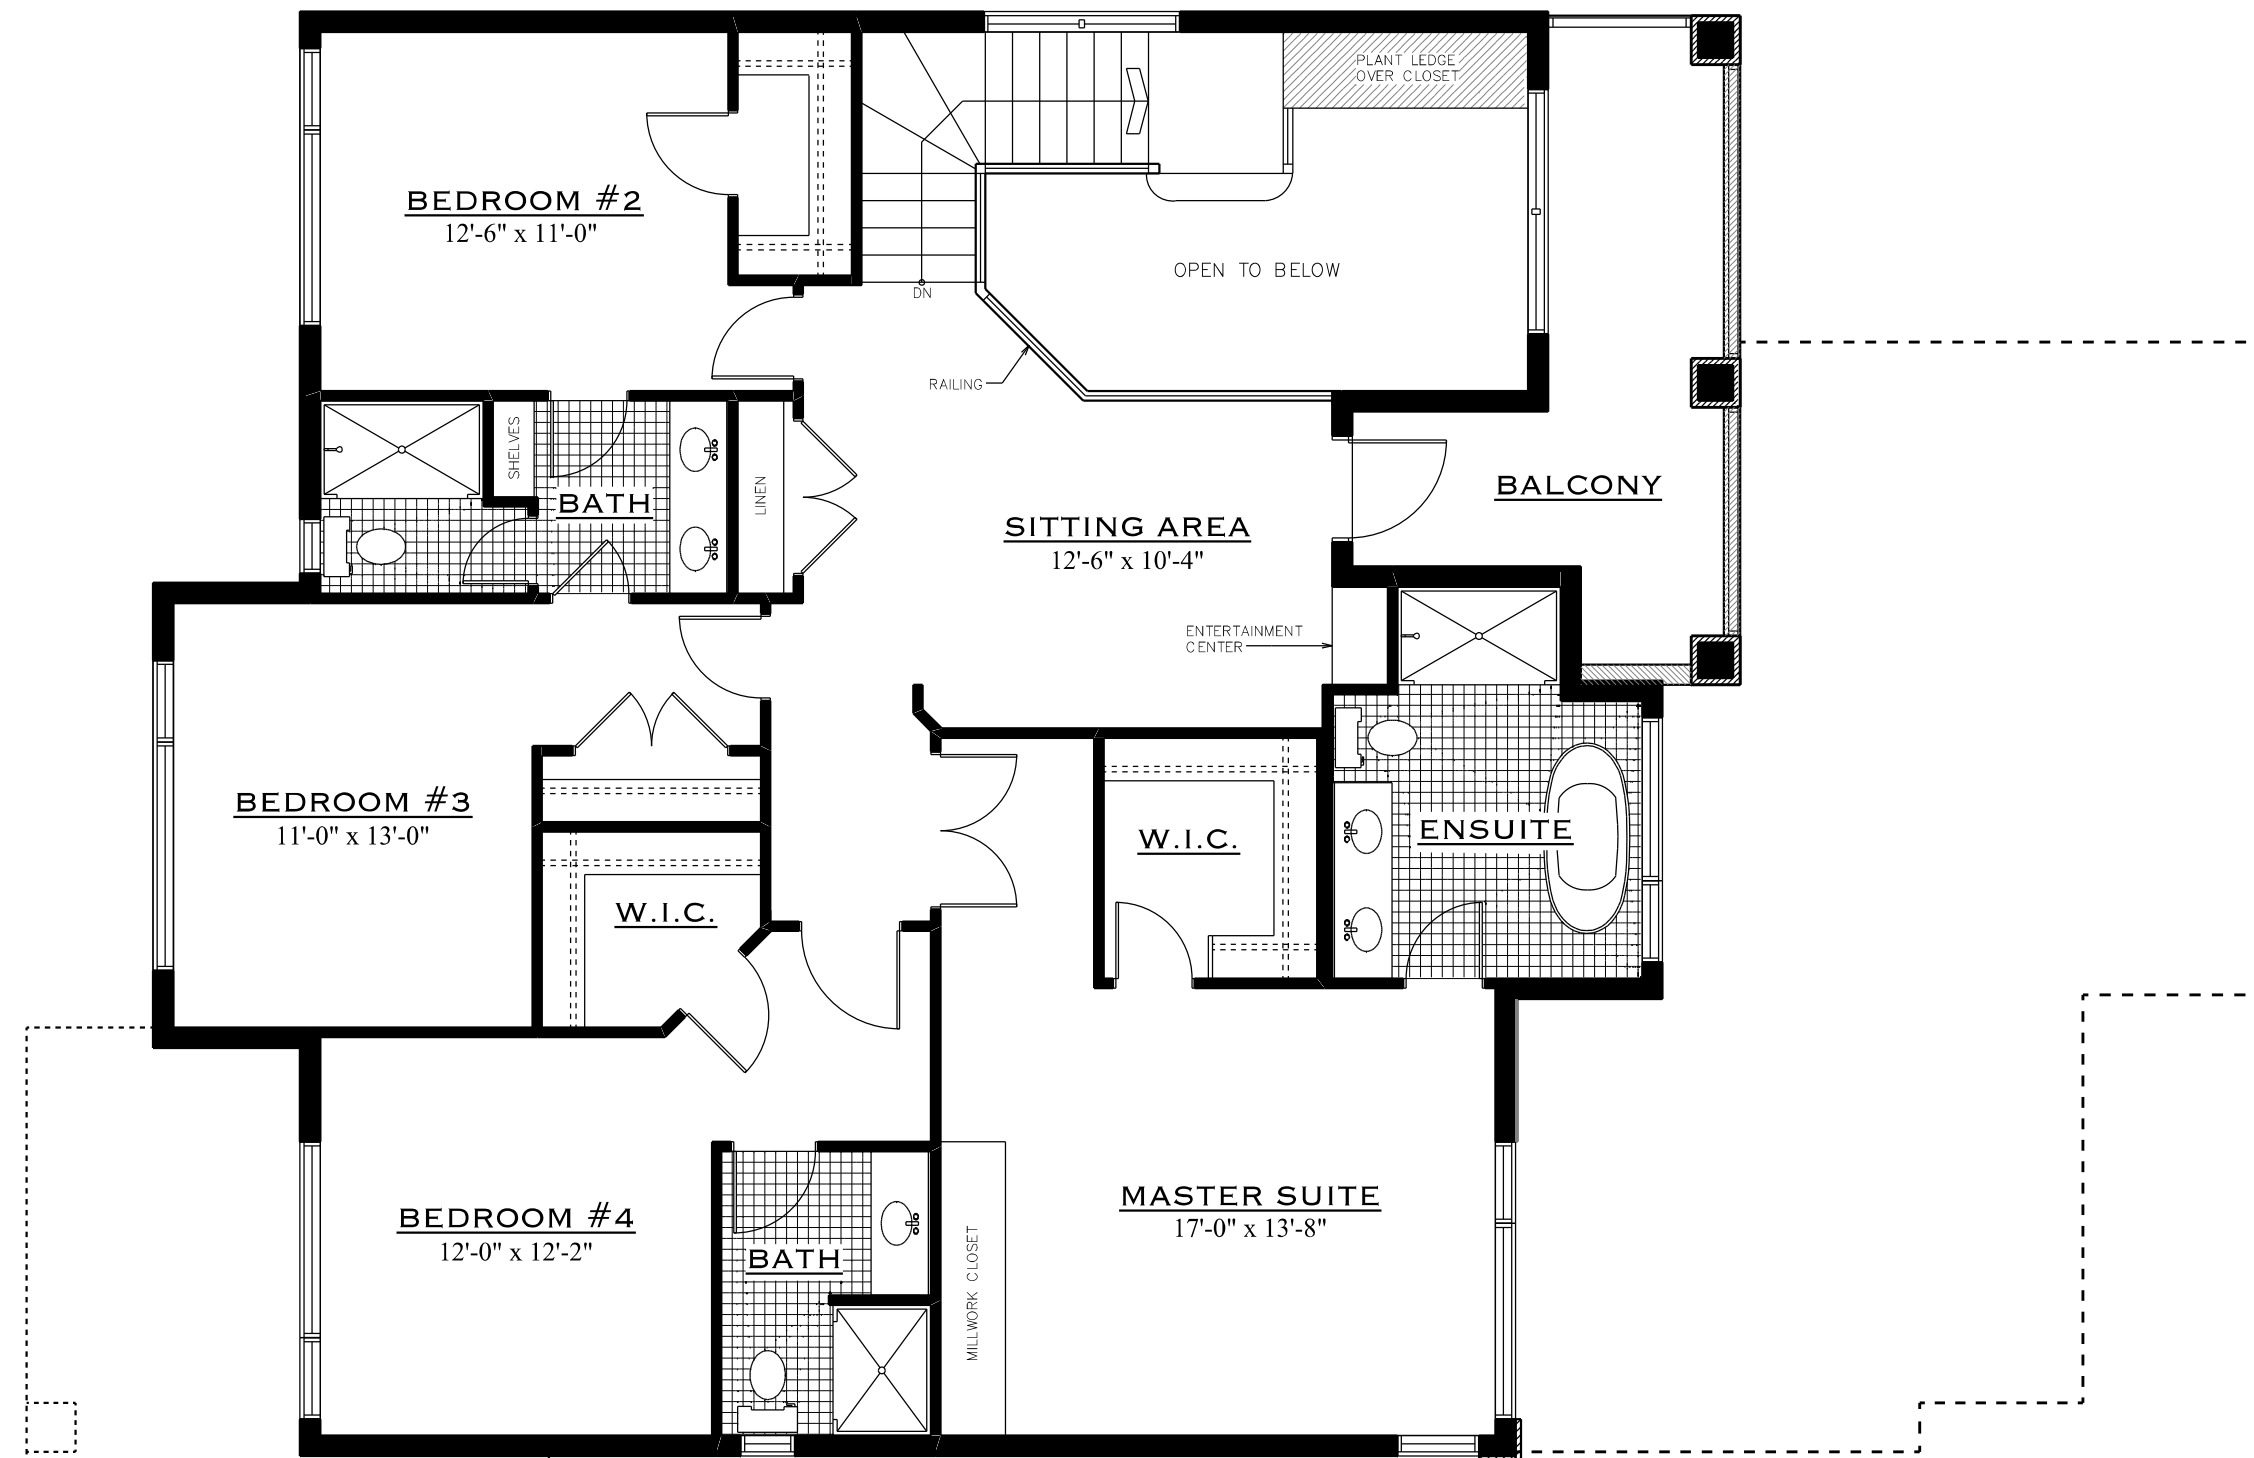 PLANT LEDGE
OVER CLOSET
BEDROOM #2
12'-6" x 11'-0"
OPEN TO BELOW
DN
RAILING
SHELVES
BATH
LINEN
BALCONY
SITTING AREA
12'-6" x 10'-4"
ENTERTAINMENT
CENTER
BEDROOM #3
11'-0" x 13'-0"
W.I.C.
W.I.C.
ENSUITE
MASTER SUITE
17'-0" x 13'-8"
BEDROOM #4
12'-0" x 12'-2"
BATH
MILLWORK CLOSET